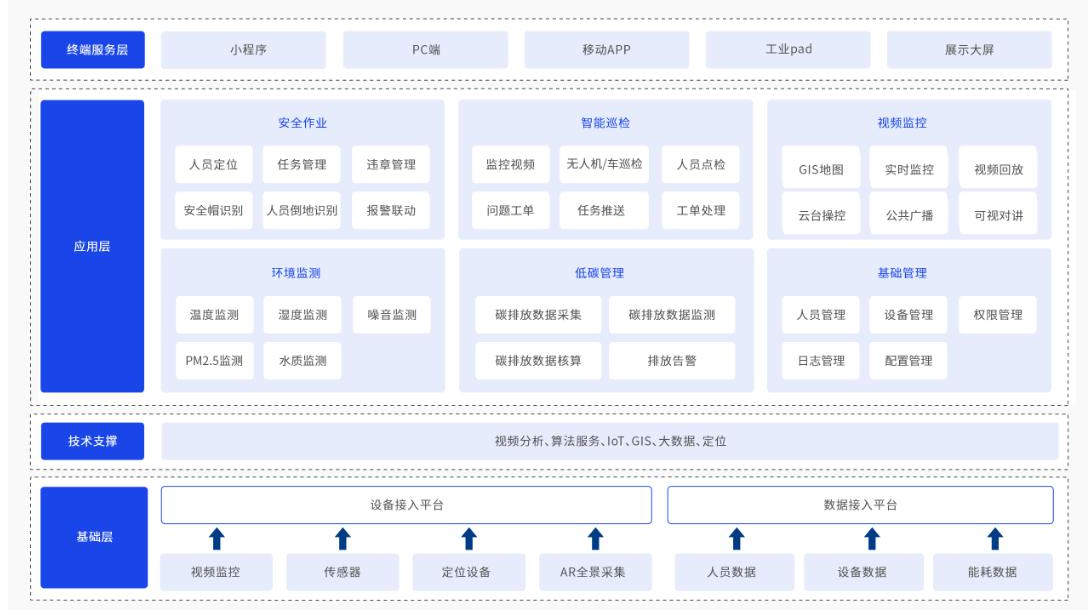 终端服务层
小程序
PC端
移动APP
工业pad
展示大屏
应用层
安全作业
人员定位
任务管理
违章管理
安全帽识别
人员倒地识别
报警联动
智能巡检
监控视频
无人机/车巡检
人员点检
问题工单
任务推送
工单处理
视频监控
GIS地图
实时监控
视频回放
云台操控
公共广播
可视对讲
环境监测
温度监测
湿度监测
噪音监测
PM2.5监测
水质监测
低碳管理
碳排放数据采集
碳排放数据监测
碳排放数据核算
排放告警
基础管理
人员管理
设备管理
权限管理
日志管理
配置管理
技术支撑
视频分析、算法服务、IoT、GIS、大数据、定位
基础层
设备接入平台
数据接入平台
视频监控
传感器
定位设备
AR全景采集
人员数据
设备数据
能耗数据